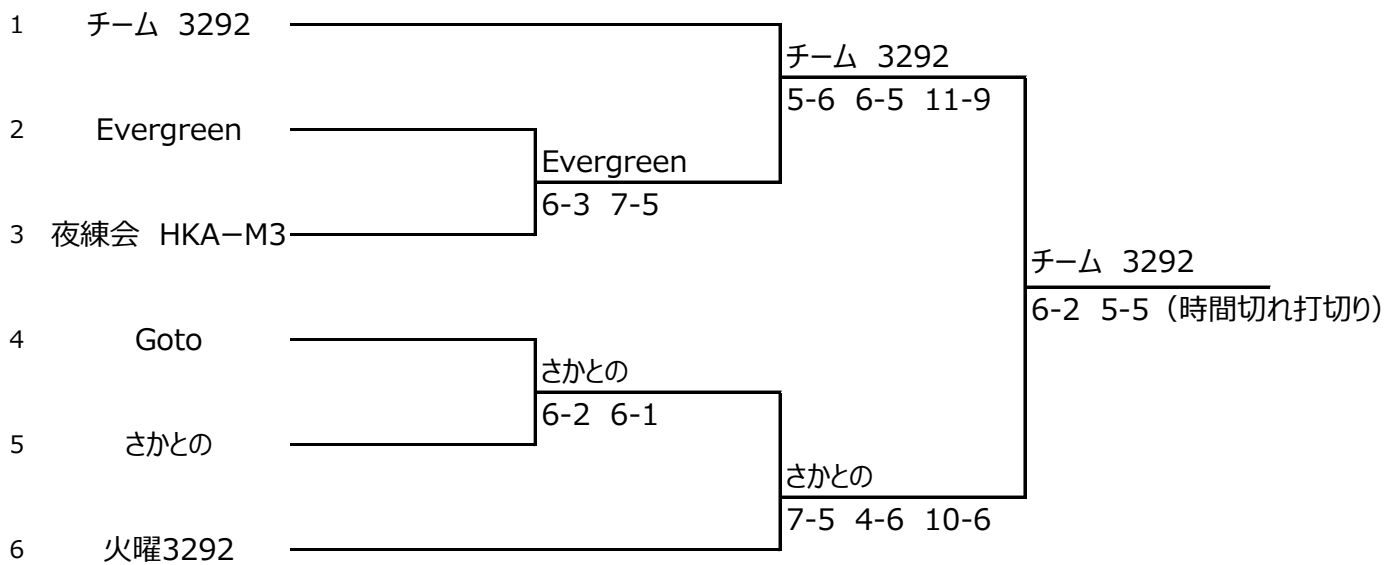 1 チーム 3292
チーム 3292
5-6 6-5 11-9
2 Evergreen
Evergreen
6-3 7-5
3 夜練会 HKA－M3
チーム 3292
6-2 5-5（時間切れ打切り）
4 Goto
さかとの
6-2 6-1
5 さかとの
さかとの
7-5 4-6 10-6
6 火曜3292